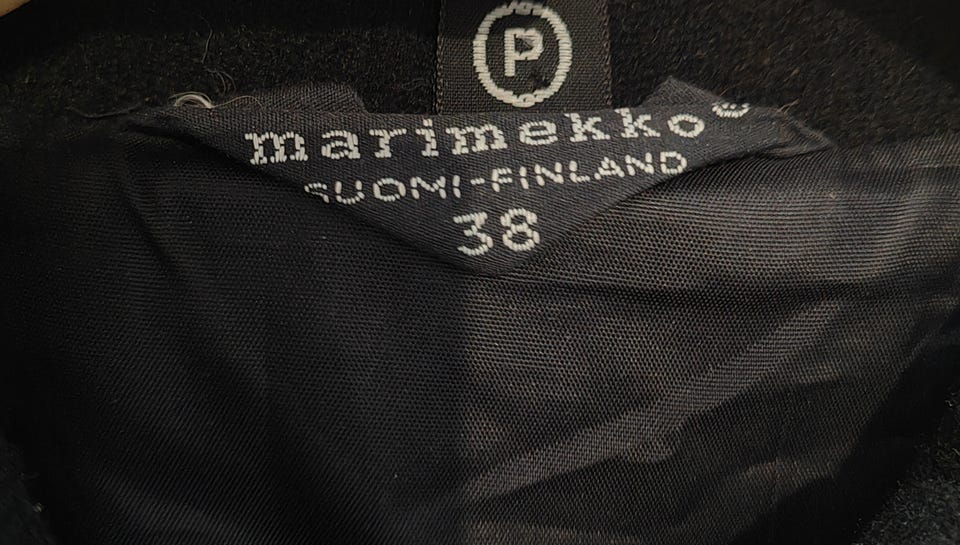 P
marimekko®
SUOMI-FINLAND
38